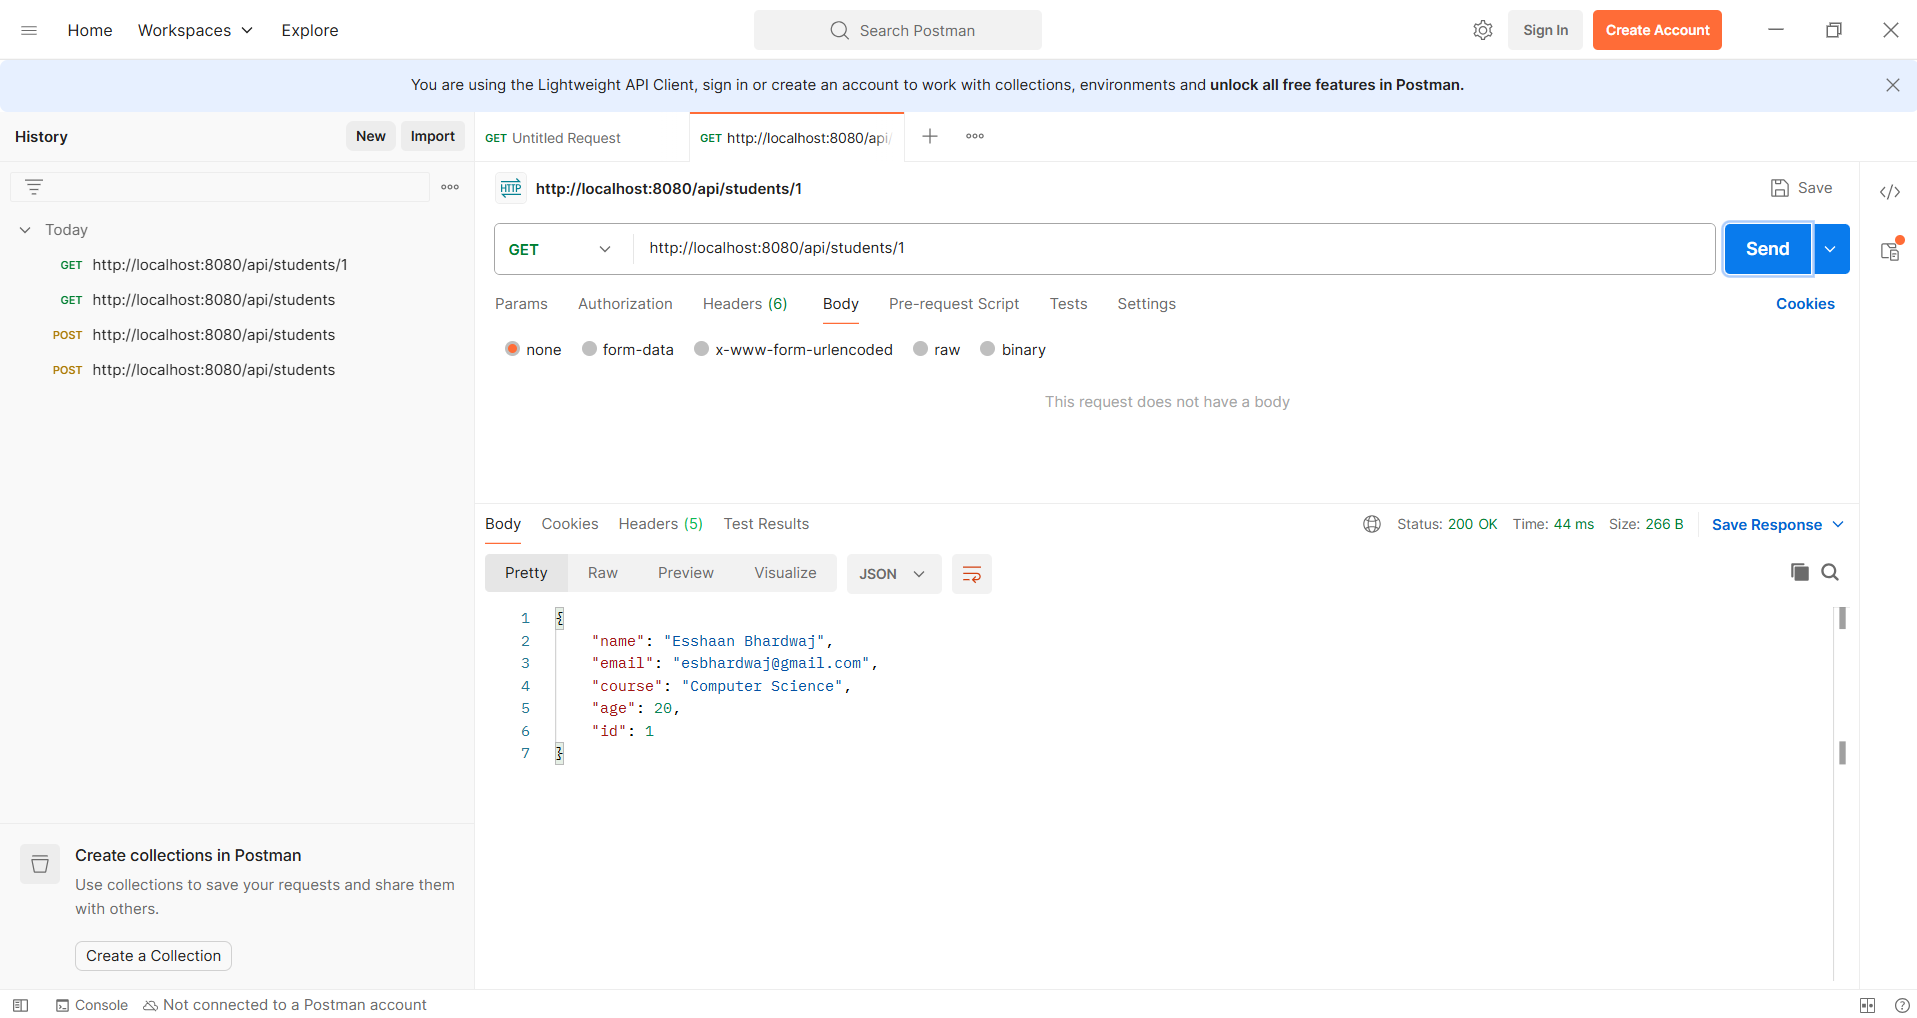 Home Workspaces Explore Search Postman Sign In Create Account
You are using the Lightweight API Client, sign in or create an account to work with collections, environments and unlock all free features in Postman.
History New Import
GET Untitled Request GET http://localhost:8080/api/
HTTP http://localhost:8080/api/students/1 Save
Today
GET http://localhost:8080/api/students/1
GET http://localhost:8080/api/students
POST http://localhost:8080/api/students
POST http://localhost:8080/api/students
GET http://localhost:8080/api/students/1 Send
Params Authorization Headers (6) Body Pre-request Script Tests Settings Cookies
none form-data x-www-form-urlencoded raw binary
This request does not have a body
Body Cookies Headers (5) Test Results Status: 200 OK Time: 44 ms Size: 266 B Save Response
Pretty Raw Preview Visualize JSON
1 {
2 "name": "Esshaan Bhardwaj",
3 "email": "esbhardwaj@gmail.com",
4 "course": "Computer Science",
5 "age": 20,
6 "id": 1
7 }
Create collections in Postman
Use collections to save your requests and share them
with others.
Create a Collection
Console Not connected to a Postman account